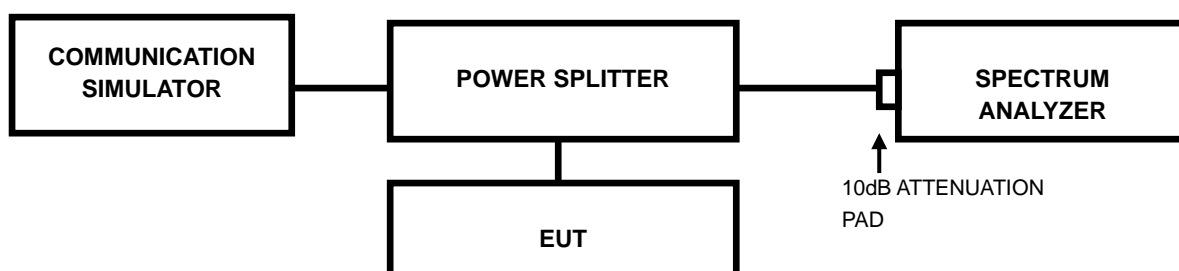 COMMUNICATION
SIMULATOR
POWER SPLITTER
SPECTRUM
ANALYZER
10dB ATTENUATION
PAD
EUT